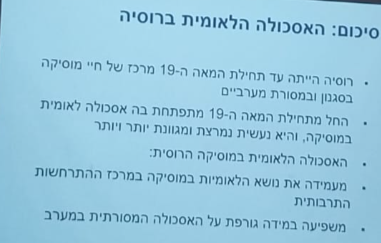 סיכום: האסכולה הלאומית ברוסיה
• רוסיה הייתה עד תחילת המאה ה-19 מרכז של חיי מוסיקה
בסגנון ובמסורת מערביים
• החל מתחילת המאה ה-19 מתפתחת בה אסכולה לאומית
במוסיקה, והיא נעשית נמרצת ומגוונת יותר ויותר
• האסכולה הלאומית במוסיקה הרוסית:
• מעמידה את נושא הלאומיות במוסיקה במרכז ההתרחשות
התרבותית
• משפיעה במידה גורפת על האסכולה המסורתית במערב